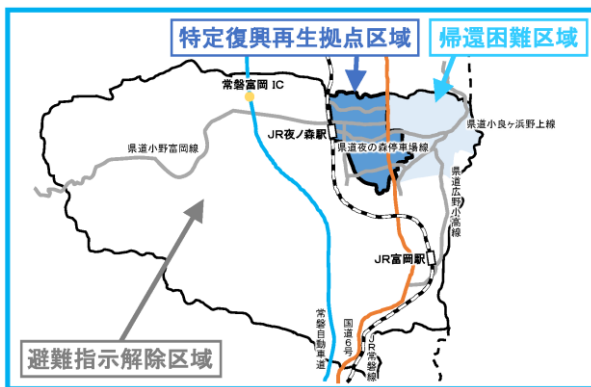 特定復興再生拠点区域
帰還困難区域
常磐富岡 IC
JR夜ノ森駅
県道小良ヶ浜野上線
県道夜の森停車場線
県道小野富岡線
県道広野小高線
JR富岡駅
常磐自動車道
国道6号
JR常磐線
避難指示解除区域